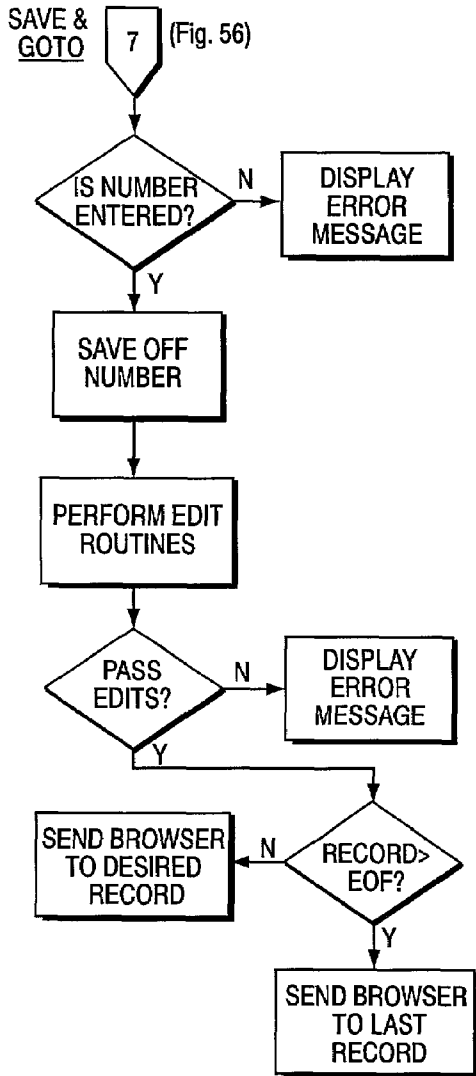 SAVE &
GOTO
7
(Fig. 56)
IS NUMBER
ENTERED?
N
DISPLAY
ERROR
MESSAGE
Y
SAVE OFF
NUMBER
PERFORM EDIT
ROUTINES
PASS
EDITS?
N
DISPLAY
ERROR
MESSAGE
Y
RECORD>
EOF?
N
SEND BROWSER
TO DESIRED
RECORD
Y
SEND BROWSER
TO LAST
RECORD